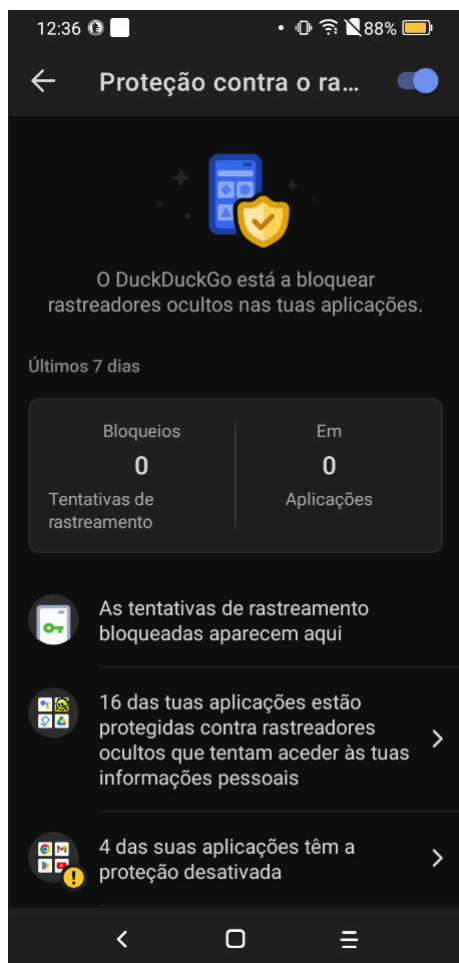 12:36 88%
Proteção contra o ra...
O DuckDuckGo está a bloquear
rastreadores ocultos nas tuas aplicações.
Últimos 7 dias
Bloqueios
0
Tentativas de
rastreamento
Em
0
Aplicações
As tentativas de rastreamento
bloqueadas aparecem aqui
16 das tuas aplicações estão
protegidas contra rastreadores
ocultos que tentam aceder às tuas
informações pessoais
4 das suas aplicações têm a
proteção desativada